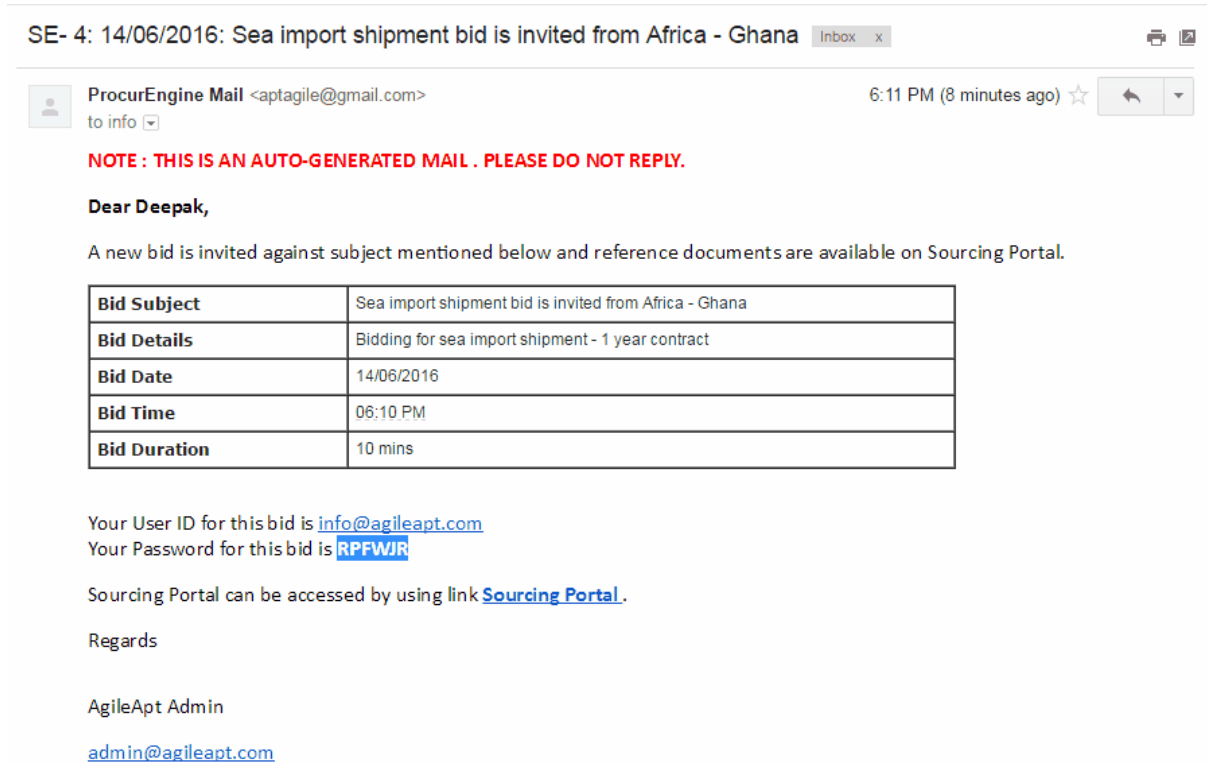 SE- 4: 14/06/2016: Sea import shipment bid is invited from Africa - Ghana Inbox x
ProcurEngine Mail <aptagile@gmail.com> 6:11 PM (8 minutes ago)
to info
NOTE : THIS IS AN AUTO-GENERATED MAIL . PLEASE DO NOT REPLY.
Dear Deepak,
A new bid is invited against subject mentioned below and reference documents are available on Sourcing Portal.
Bid Subject Sea import shipment bid is invited from Africa - Ghana
Bid Details Bidding for sea import shipment - 1 year contract
Bid Date 14/06/2016
Bid Time 06:10 PM
Bid Duration 10 mins
Your User ID for this bid is info@agileapt.com
Your Password for this bid is RPFWJR
Sourcing Portal can be accessed by using link Sourcing Portal .
Regards
AgileApt Admin
admin@agileapt.com